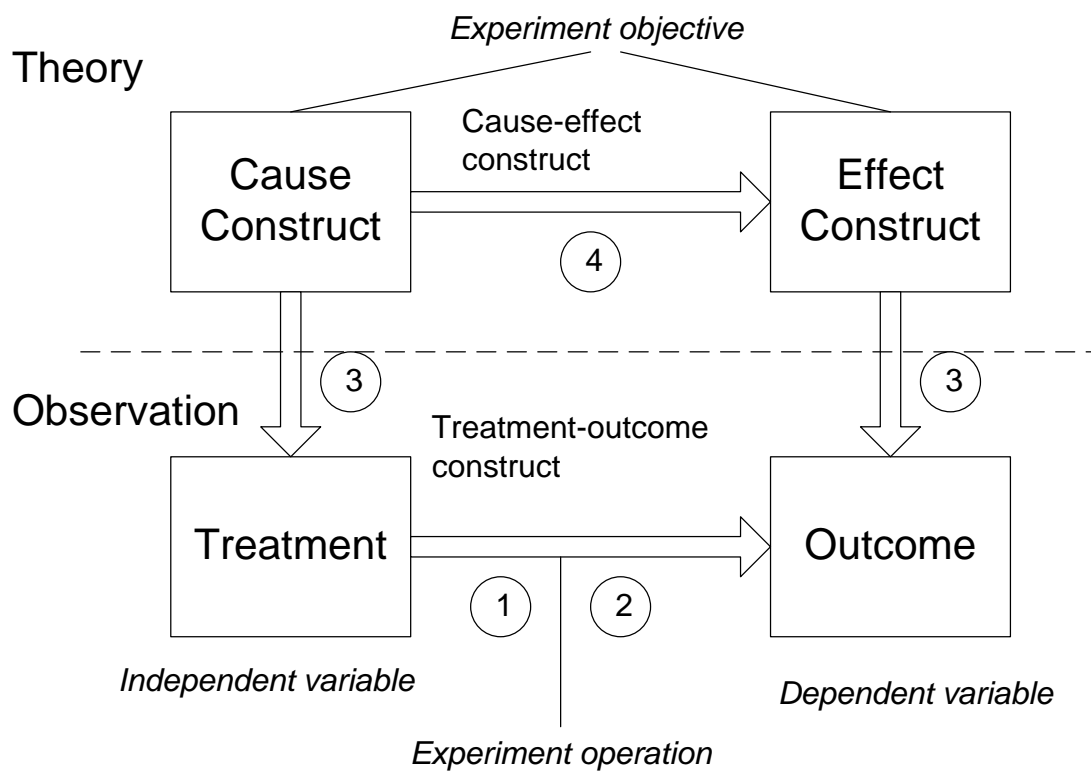 Experiment objective
Theory
Cause-effect
construct
Cause
Construct
Effect
Construct
4
3
3
Observation
Treatment-outcome
construct
Treatment
Outcome
1
2
Independent variable
Dependent variable
Experiment operation